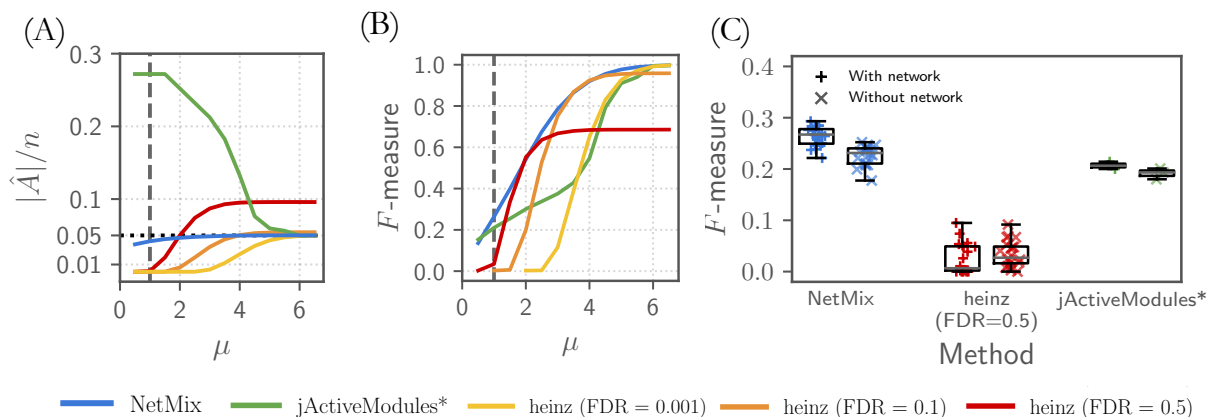 (A)
|Â|/n
0.3
0.2
0.1
0.05
0.01
0
2
4
6
μ
(B)
F-measure
1.0
0.8
0.6
0.4
0.2
0.0
0
2
4
6
μ
(C)
F-measure
0.4
0.3
0.2
0.1
0.0
With network
Without network
NetMix
heinz
(FDR=0.5)
jActiveModules*
Method
NetMix
jActiveModules*
heinz (FDR = 0.001)
heinz (FDR = 0.1)
heinz (FDR = 0.5)